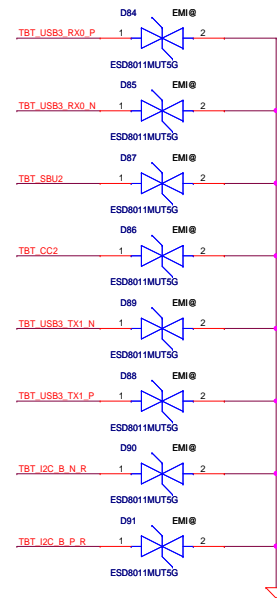 D84 EMI@
TBT_USB3_RX0_P 1 2
ESD8011MUT5G
D85 EMI@
TBT_USB3_RX0_N 1 2
ESD8011MUT5G
D87 EMI@
TBT_SBU2 1 2
ESD8011MUT5G
D86 EMI@
TBT_CC2 1 2
ESD8011MUT5G
D89 EMI@
TBT_USB3_TX1_N 1 2
ESD8011MUT5G
D88 EMI@
TBT_USB3_TX1_P 1 2
ESD8011MUT5G
D90 EMI@
TBT_I2C_B_N_R 1 2
ESD8011MUT5G
D91 EMI@
TBT_I2C_B_P_R 1 2
ESD8011MUT5G